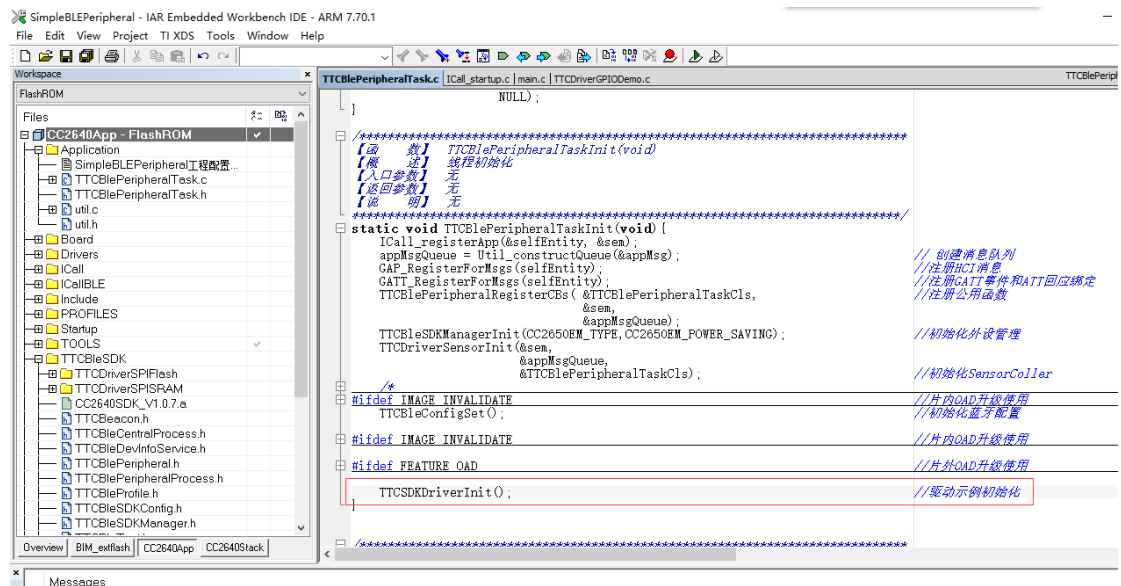 SimpleBLEPeripheral - IAR Embedded Workbench IDE - ARM 7.70.1
File Edit View Project TI XDS Tools Window Help
Workspace
FlashROM
Files
CC2640App - FlashROM
Application
SimpleBLEPeripheral工程配置...
TTCBlePeripheralTask.c
TTCBlePeripheralTask.h
util.c
util.h
Board
Drivers
ICall
ICallBLE
Include
PROFILES
Startup
TOOLS
TTCBleSDK
TTCDriverSPIFlash
TTCDriverSPISRAM
CC2640SDK_V1.0.7.a
TTCBeacon.h
TTCBleCentralProcess.h
TTCBleDevInfoService.h
TTCBlePeripheral.h
TTCBlePeripheralProcess.h
TTCBleProfile.h
TTCBleSDKConfig.h
TTCBleSDKManager.h
Overview BIM_extflash CC2640App CC2640Stack
TTCBlePeripheralTask.c ICall_startup.c main.c TTCDriverGPIODemo.c TTCBlePeriph
NULL);
}
/******************************************************************
【函 数】 TTCBlePeripheralTaskInit(void)
【概 述】 线程初始化
【入口参数】 无
【返回参数】 无
【说 明】 无
******************************************************************/
static void TTCBlePeripheralTaskInit(void){
ICall_registerApp(&selfEntity, &sem);
appMsgQueue = Util_constructQueue(&appMsg); // 创建消息队列
GAP_RegisterForMsgs(selfEntity); //注册HCI消息
GATT_RegisterForMsgs(selfEntity); //注册GATT事件和ATT回应绑定
TTCBlePeripheralRegisterCBs( &TTCBlePeripheralTaskCls, //注册公用函数
&sem,
&appMsgQueue);
TTCBleSDKManagerInit(CC2650EM_TYPE,CC2650EM_POWER_SAVING); //初始化外设管理
TTCDriverSensorInit(&sem,
&appMsgQueue,
&TTCBlePeripheralTaskCls); //初始化SensorColler
/*
#ifdef IMAGE_INVALIDATE //片内OAD升级使用
TTCBleConfigSet(); //初始化蓝牙配置
#ifdef IMAGE_INVALIDATE //片内OAD升级使用
#ifdef FEATURE_OAD //片外OAD升级使用
TTCSDKDriverInit(); //驱动示例初始化
}
/******************************************************************
Messages